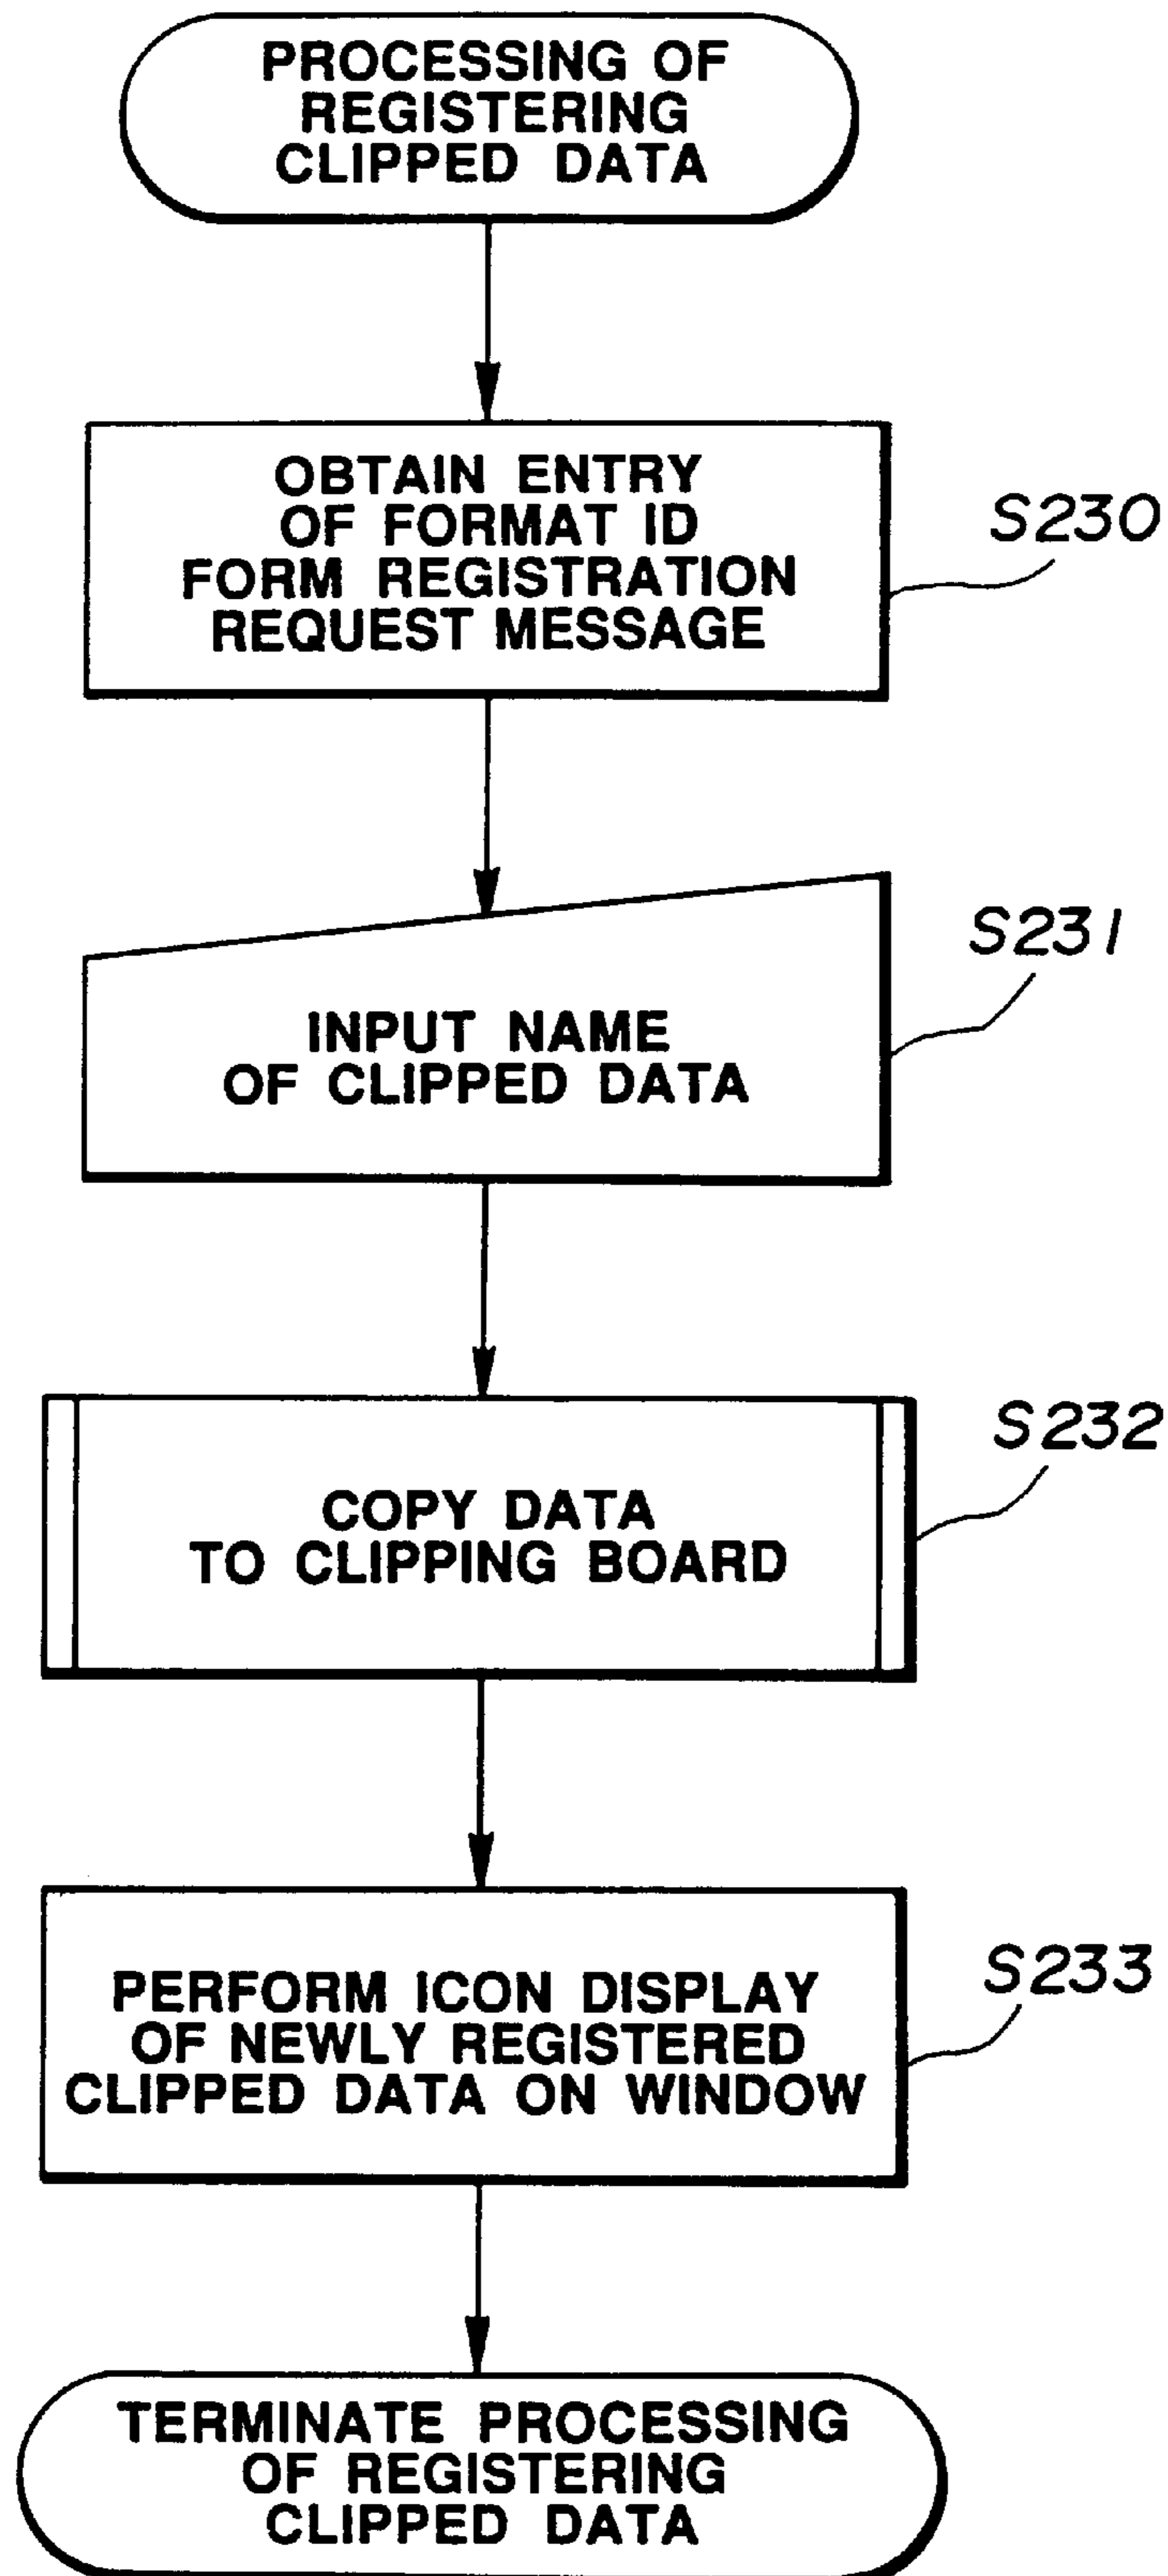 PROCESSING OF
REGISTERING
CLIPPED DATA
OBTAIN ENTRY
OF FORMAT ID
FORM REGISTRATION
REQUEST MESSAGE
S230
INPUT NAME
OF CLIPPED DATA
S231
COPY DATA
TO CLIPPING BOARD
S232
PERFORM ICON DISPLAY
OF NEWLY REGISTERED
CLIPPED DATA ON WINDOW
S233
TERMINATE PROCESSING
OF REGISTERING
CLIPPED DATA